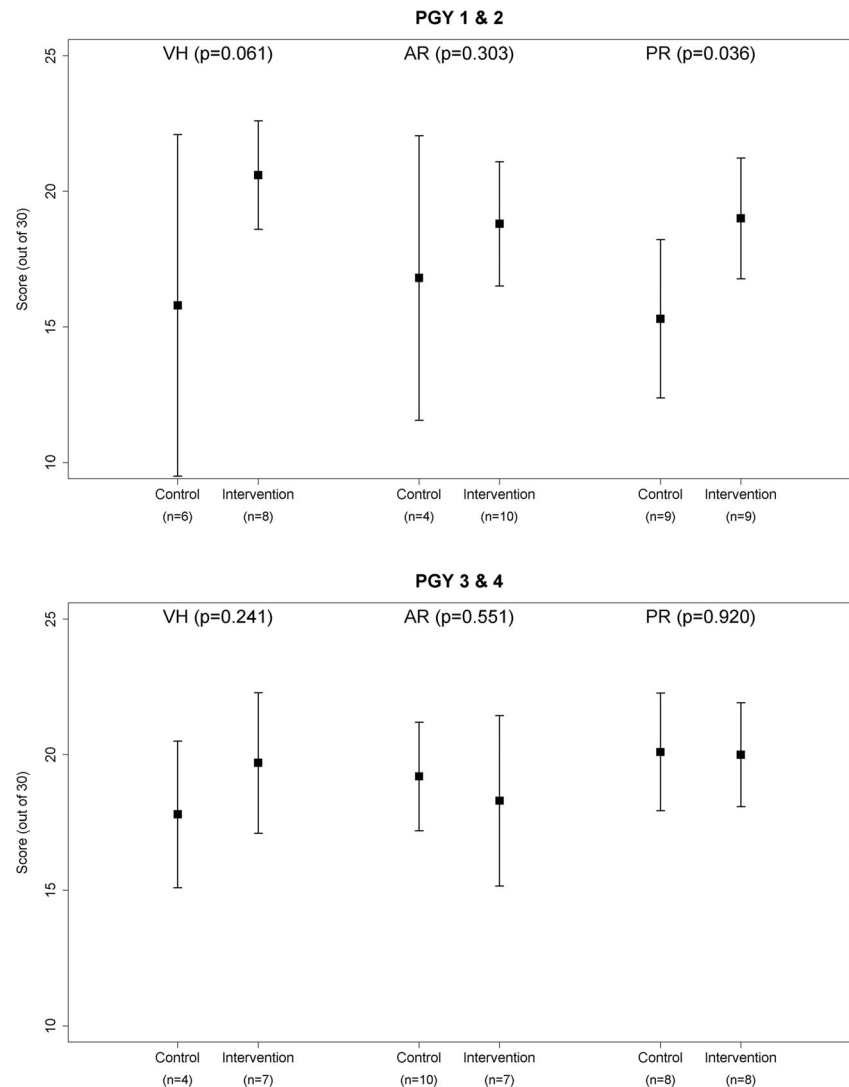 PGY 1 & 2
VH (p=0.061) AR (p=0.303) PR (p=0.036)
25
20
15
10
Score (out of 30)
Control Intervention Control Intervention Control Intervention
(n=6) (n=8) (n=4) (n=10) (n=9) (n=9)
PGY 3 & 4
VH (p=0.241) AR (p=0.551) PR (p=0.920)
25
20
15
10
Score (out of 30)
Control Intervention Control Intervention Control Intervention
(n=4) (n=7) (n=10) (n=7) (n=8) (n=8)